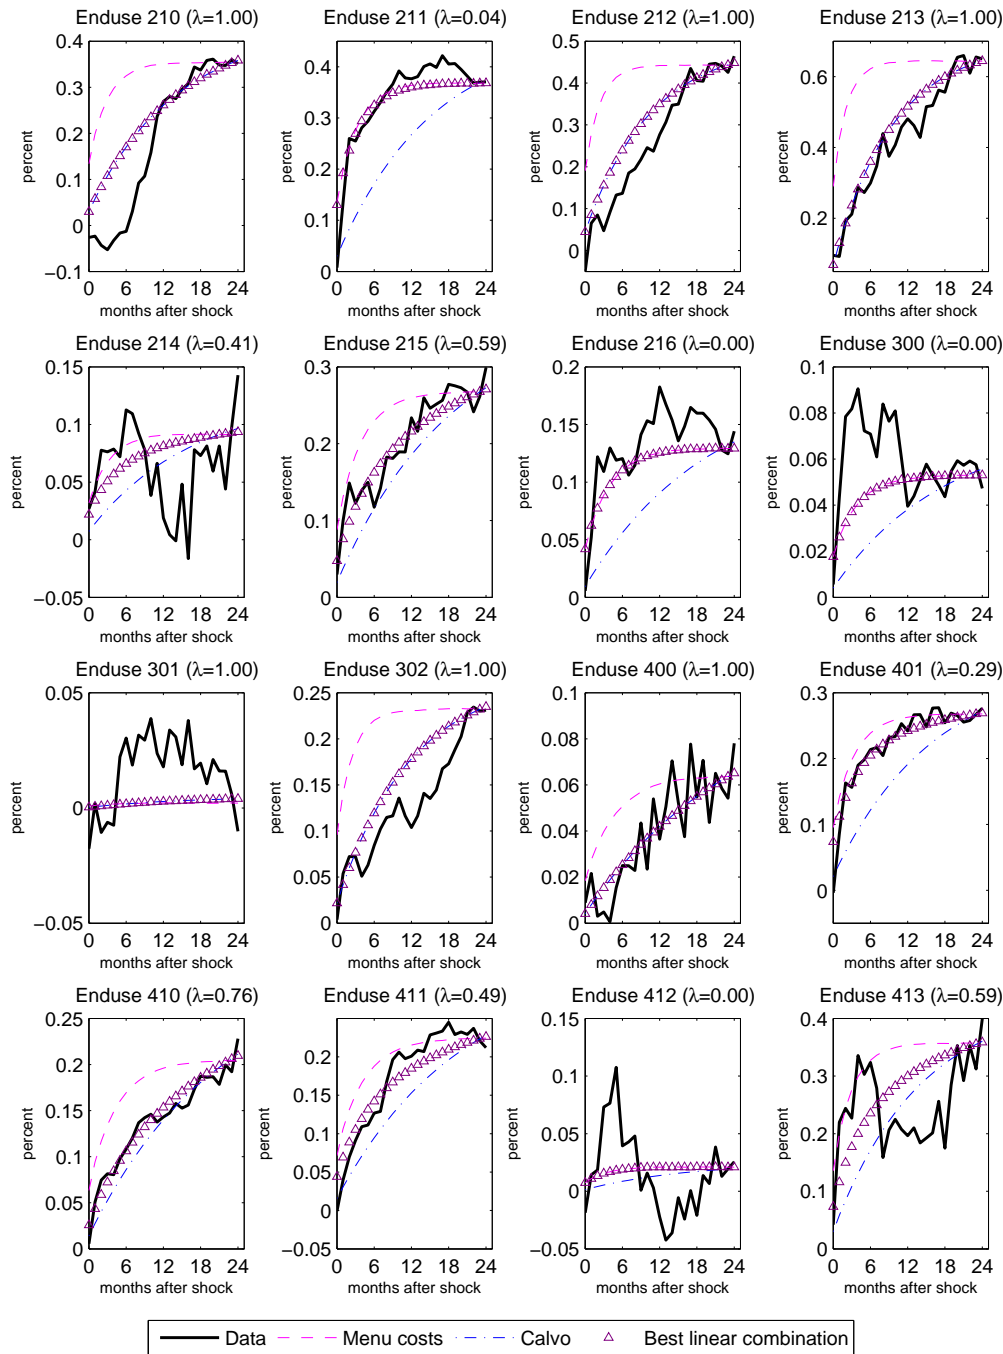 Enduse 210 (λ=1.00)
0.4
0.3
0.2
0.1
0
−0.1
percent
0 6 12 18 24
months after shock
Enduse 211 (λ=0.04)
0.4
0.3
0.2
0.1
0
percent
0 6 12 18 24
months after shock
Enduse 212 (λ=1.00)
0.5
0.4
0.3
0.2
0.1
0
percent
0 6 12 18 24
months after shock
Enduse 213 (λ=1.00)
0.6
0.4
0.2
percent
0 6 12 18 24
months after shock
Enduse 214 (λ=0.41)
0.15
0.1
0.05
0
−0.05
percent
0 6 12 18 24
months after shock
Enduse 215 (λ=0.59)
0.3
0.2
0.1
0
percent
0 6 12 18 24
months after shock
Enduse 216 (λ=0.00)
0.2
0.15
0.1
0.05
0
percent
0 6 12 18 24
months after shock
Enduse 300 (λ=0.00)
0.1
0.08
0.06
0.04
0.02
0
percent
0 6 12 18 24
months after shock
Enduse 301 (λ=1.00)
0.05
0
−0.05
percent
0 6 12 18 24
months after shock
Enduse 302 (λ=1.00)
0.25
0.2
0.15
0.1
0.05
0
percent
0 6 12 18 24
months after shock
Enduse 400 (λ=1.00)
0.1
0.08
0.06
0.04
0.02
0
percent
0 6 12 18 24
months after shock
Enduse 401 (λ=0.29)
0.3
0.2
0.1
0
percent
0 6 12 18 24
months after shock
Enduse 410 (λ=0.76)
0.25
0.2
0.15
0.1
0.05
0
percent
0 6 12 18 24
months after shock
Enduse 411 (λ=0.49)
0.2
0.15
0.1
0.05
0
−0.05
percent
0 6 12 18 24
months after shock
Enduse 412 (λ=0.00)
0.15
0.1
0.05
0
−0.05
percent
0 6 12 18 24
months after shock
Enduse 413 (λ=0.59)
0.4
0.3
0.2
0.1
0
percent
0 6 12 18 24
months after shock
Data Menu costs Calvo Best linear combination